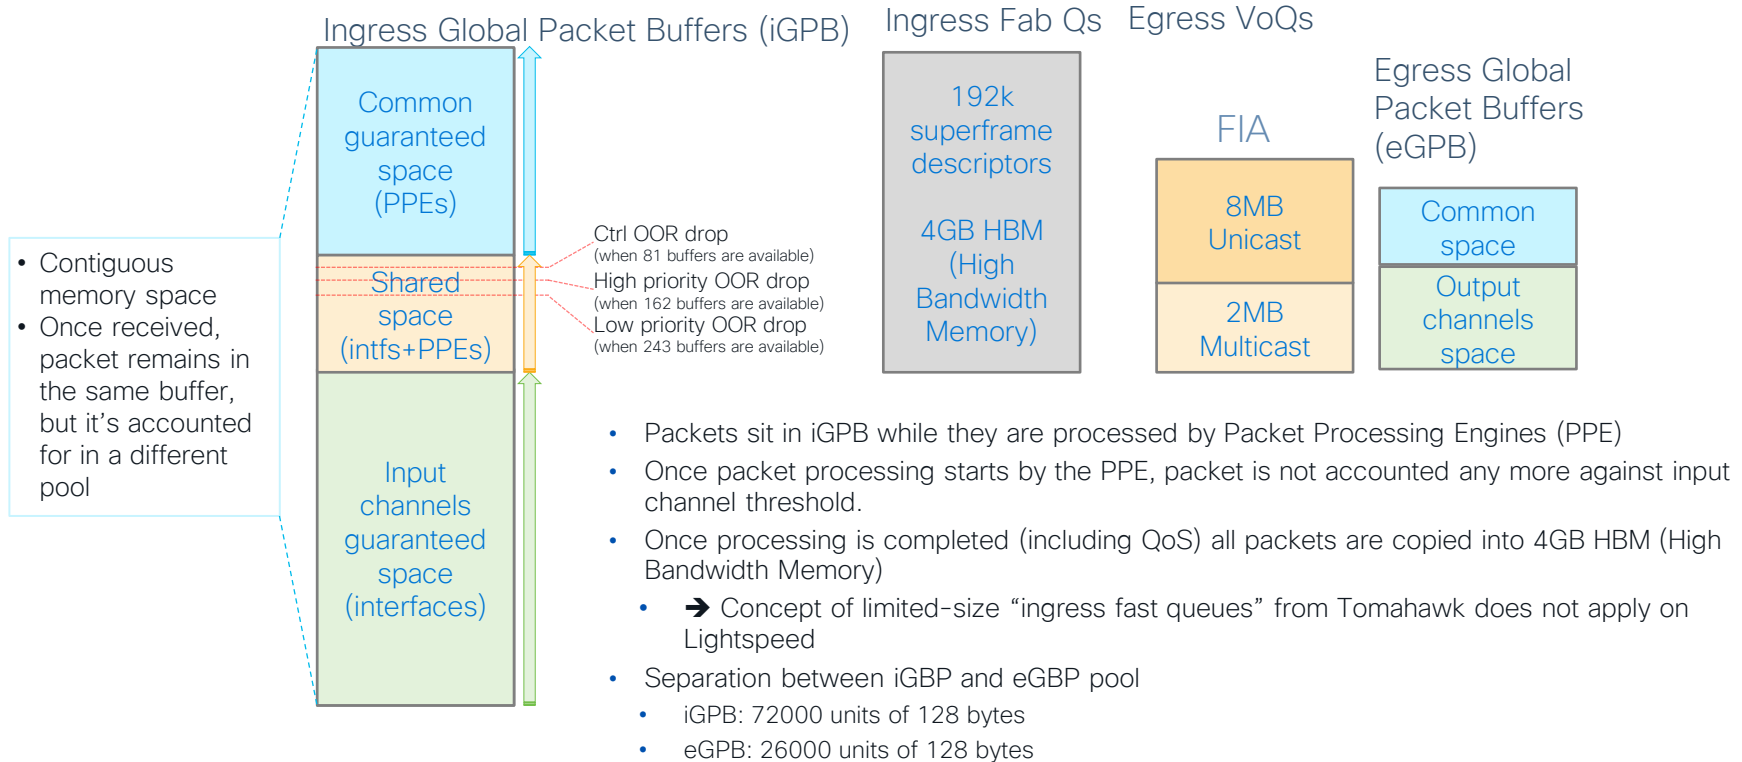 Ingress Global Packet Buffers (iGPB)
Ingress Fab Qs
Egress VoQs
Common
guaranteed
space
(PPEs)
Shared
space
(intfs+PPEs)
Input
channels
guaranteed
space
(interfaces)
• Contiguous
memory space
• Once received,
packet remains in
the same buffer,
but it's accounted
for in a different
pool
Ctrl OOR drop
(when 81 buffers are available)
High priority OOR drop
(when 162 buffers are available)
Low priority OOR drop
(when 243 buffers are available)
192k
superframe
descriptors
4GB HBM
(High
Bandwidth
Memory)
FIA
8MB
Unicast
2MB
Multicast
Egress Global
Packet Buffers
(eGPB)
Common
space
Output
channels
space
• Packets sit in iGPB while they are processed by Packet Processing Engines (PPE)
• Once packet processing starts by the PPE, packet is not accounted any more against input
channel threshold.
• Once processing is completed (including QoS) all packets are copied into 4GB HBM (High
Bandwidth Memory)
• ➔ Concept of limited-size “ingress fast queues” from Tomahawk does not apply on
Lightspeed
• Separation between iGBP and eGBP pool
• iGPB: 72000 units of 128 bytes
• eGPB: 26000 units of 128 bytes